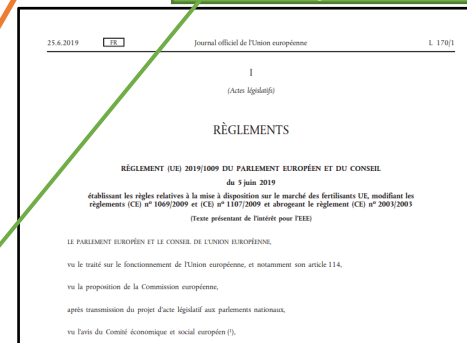 25.6.2019 FR Journal officiel de l'Union européenne L 170/1
I
(Actes législatifs)
RÈGLEMENTS
RÈGLEMENT (UE) 2019/1009 DU PARLEMENT EUROPÉEN ET DU CONSEIL
du 5 juin 2019
établissant les règles relatives à la mise à disposition sur le marché des fertilisants UE, modifiant les
règlements (CE) nº 1069/2009 et (CE) nº 1107/2009 et abrogeant le règlement (CE) nº 2003/2003
(Texte présentant de l'intérêt pour l'EEE)
LE PARLEMENT EUROPÉEN ET LE CONSEIL DE L'UNION EUROPÉENNE,
vu le traité sur le fonctionnement de l'Union européenne, et notamment son article 114,
vu la proposition de la Commission européenne,
après transmission du projet d'acte législatif aux parlements nationaux,
vu l'avis du Comité économique et social européen (¹),